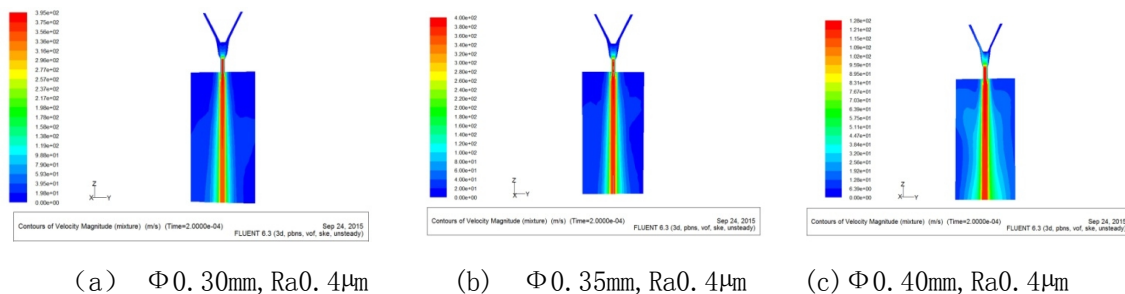 3.95e+02
3.75e+02
3.56e+02
3.36e+02
3.16e+02
2.96e+02
2.77e+02
2.57e+02
2.37e+02
2.17e+02
1.98e+02
1.78e+02
1.58e+02
1.38e+02
1.19e+02
9.88e+01
7.90e+01
5.93e+01
3.95e+01
1.98e+01
0.00e+00
Z
X Y
Contours of Velocity Magnitude (mixture) (m/s) (Time=2.0000e-04)
Sep 24, 2015
FLUENT 6.3 (3d, pbns, vof, ske, unsteady)
4.00e+02
3.80e+02
3.60e+02
3.40e+02
3.20e+02
3.00e+02
2.80e+02
2.60e+02
2.40e+02
2.20e+02
2.00e+02
1.80e+02
1.60e+02
1.40e+02
1.20e+02
1.00e+02
8.00e+01
6.00e+01
4.00e+01
2.00e+01
0.00e+00
Z
X Y
Contours of Velocity Magnitude (mixture) (m/s) (Time=2.0000e-04)
Sep 24, 2015
FLUENT 6.3 (3d, pbns, vof, ske, unsteady)
1.28e+02
1.21e+02
1.15e+02
1.09e+02
1.02e+02
9.59e+01
8.95e+01
8.31e+01
7.67e+01
7.03e+01
6.39e+01
5.75e+01
5.11e+01
4.47e+01
3.84e+01
3.20e+01
2.56e+01
1.92e+01
1.28e+01
6.39e+00
0.00e+00
Z
X Y
Contours of Velocity Magnitude (mixture) (m/s) (Time=2.0000e-04)
Sep 24, 2015
FLUENT 6.3 (3d, pbns, vof, ske, unsteady)
(a) Φ0.30mm, Ra0.4μm
(b) Φ0.35mm, Ra0.4μm
(c) Φ0.40mm, Ra0.4μm